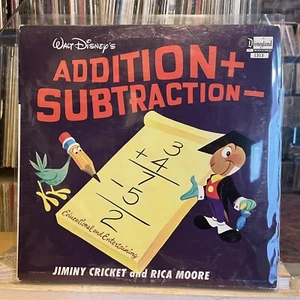 WALT DISNEY'S
ADDITION+
SUBTRACTION-
3
+4
7
-5
2
Educational and Entertaining
JIMINY CRICKET and RICA MOORE